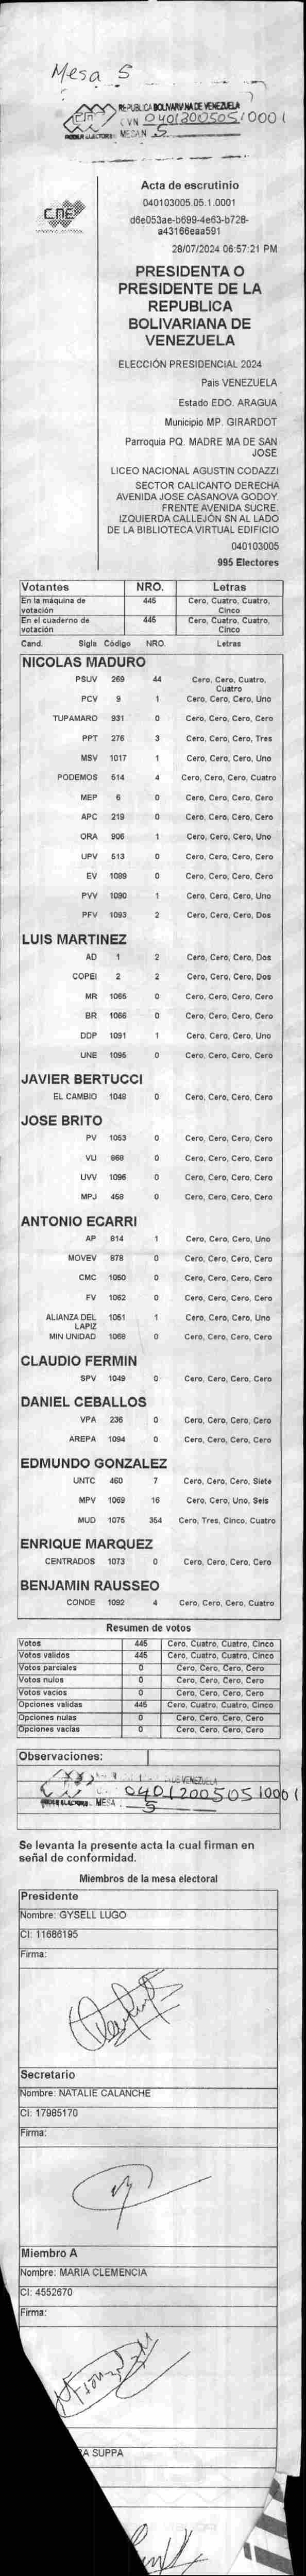 Mesa 5
REPUBLICA BOLIVARIANA DE VENEZUELA
CVN 040120050510001
PODER ELECTORAL MESA N 5
CNE
Acta de escrutinio
040103005.05.1.0001
d6e053ae-b699-4e63-b728-
a43166eaa591
28/07/2024 06:57:21 PM
PRESIDENTA O
PRESIDENTE DE LA
REPUBLICA
BOLIVARIANA DE
VENEZUELA
ELECCIÓN PRESIDENCIAL 2024
Pais VENEZUELA
Estado EDO. ARAGUA
Municipio MP. GIRARDOT
Parroquia PQ. MADRE MA DE SAN
JOSE
LICEO NACIONAL AGUSTIN CODAZZI
SECTOR CALICANTO DERECHA
AVENIDA JOSE CASANOVA GODOY.
FRENTE AVENIDA SUCRE.
IZQUIERDA CALLEJÓN SN AL LADO
DE LA BIBLIOTECA VIRTUAL EDIFICIO
040103005
995 Electores
Votantes NRO. Letras
En la máquina de votación 445 Cero, Cuatro, Cuatro, Cinco
En el cuaderno de votación 445 Cero, Cuatro, Cuatro, Cinco
Cand. Sigla Código NRO. Letras
NICOLAS MADURO
PSUV 269 44 Cero, Cero, Cuatro, Cuatro
PCV 9 1 Cero, Cero, Cero, Uno
TUPAMARO 931 0 Cero, Cero, Cero, Cero
PPT 276 3 Cero, Cero, Cero, Tres
MSV 1017 1 Cero, Cero, Cero, Uno
PODEMOS 514 4 Cero, Cero, Cero, Cuatro
MEP 6 0 Cero, Cero, Cero, Cero
APC 219 0 Cero, Cero, Cero, Cero
ORA 906 1 Cero, Cero, Cero, Uno
UPV 513 0 Cero, Cero, Cero, Cero
EV 1089 0 Cero, Cero, Cero, Cero
PVV 1090 1 Cero, Cero, Cero, Uno
PFV 1093 2 Cero, Cero, Cero, Dos
LUIS MARTINEZ
AD 1 2 Cero, Cero, Cero, Dos
COPEI 2 2 Cero, Cero, Cero, Dos
MR 1065 0 Cero, Cero, Cero, Cero
BR 1066 0 Cero, Cero, Cero, Cero
DDP 1091 1 Cero, Cero, Cero, Uno
UNE 1095 0 Cero, Cero, Cero, Cero
JAVIER BERTUCCI
EL CAMBIO 1048 0 Cero, Cero, Cero, Cero
JOSE BRITO
PV 1053 0 Cero, Cero, Cero, Cero
VU 868 0 Cero, Cero, Cero, Cero
UVV 1096 0 Cero, Cero, Cero, Cero
MPJ 458 0 Cero, Cero, Cero, Cero
ANTONIO ECARRI
AP 814 1 Cero, Cero, Cero, Uno
MOVEV 878 0 Cero, Cero, Cero, Cero
CMC 1050 0 Cero, Cero, Cero, Cero
FV 1062 0 Cero, Cero, Cero, Cero
ALIANZA DEL LAPIZ 1051 1 Cero, Cero, Cero, Uno
MIN UNIDAD 1068 0 Cero, Cero, Cero, Cero
CLAUDIO FERMIN
SPV 1049 0 Cero, Cero, Cero, Cero
DANIEL CEBALLOS
VPA 236 0 Cero, Cero, Cero, Cero
AREPA 1094 0 Cero, Cero, Cero, Cero
EDMUNDO GONZALEZ
UNTC 460 7 Cero, Cero, Cero, Siete
MPV 1069 16 Cero, Cero, Uno, Seis
MUD 1075 354 Cero, Tres, Cinco, Cuatro
ENRIQUE MARQUEZ
CENTRADOS 1073 0 Cero, Cero, Cero, Cero
BENJAMIN RAUSSEO
CONDE 1092 4 Cero, Cero, Cero, Cuatro
Resumen de votos
Votos 445 Cero, Cuatro, Cuatro, Cinco
Votos validos 445 Cero, Cuatro, Cuatro, Cinco
Votos parciales 0 Cero, Cero, Cero, Cero
Votos nulos 0 Cero, Cero, Cero, Cero
Votos vacios 0 Cero, Cero, Cero, Cero
Opciones validas 445 Cero, Cuatro, Cuatro, Cinco
Opciones nulas 0 Cero, Cero, Cero, Cero
Opciones vacias 0 Cero, Cero, Cero, Cero
Observaciones:
DE VENEZUELA
040120050510001
MESA 5
Se levanta la presente acta la cual firman en
señal de conformidad.
Miembros de la mesa electoral
Presidente
Nombre: GYSELL LUGO
CI: 11686195
Firma:
Secretario
Nombre: NATALIE CALANCHE
CI: 17985170
Firma:
Miembro A
Nombre: MARIA CLEMENCIA
CI: 4552670
Firma:
SUPPA